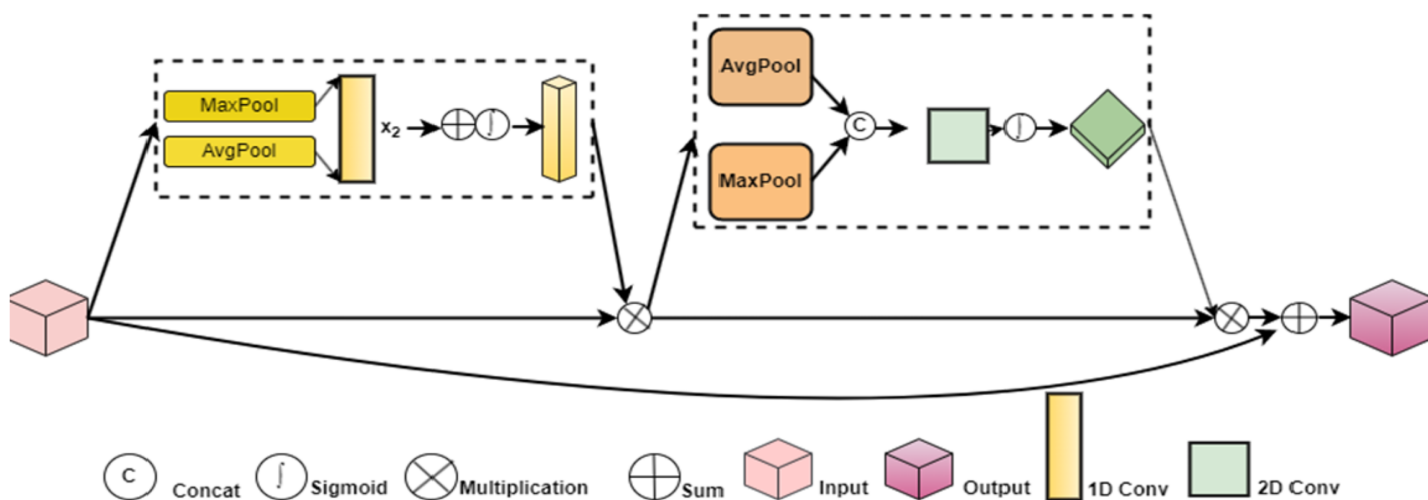 MaxPool
AvgPool
x2
AvgPool
MaxPool
C
C
Concat
∫
Sigmoid
Multiplication
Sum
Input
Output
1D Conv
2D Conv